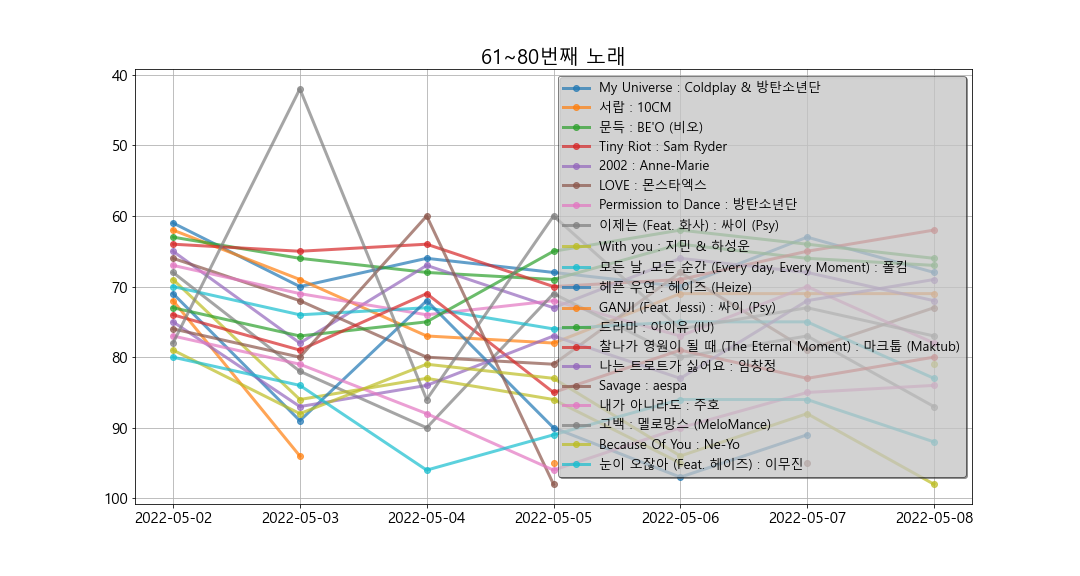 61~80번째 노래
40
50
60
70
80
90
100
My Universe : Coldplay & 방탄소년단
서랍 : 10CM
문득 : BE'O (비오)
Tiny Riot : Sam Ryder
2002 : Anne-Marie
LOVE : 몬스타엑스
Permission to Dance : 방탄소년단
이제는 (Feat. 화사) : 싸이 (Psy)
With you : 지민 & 하성운
모든 날, 모든 순간 (Every day, Every Moment) : 폴킴
헤픈 우연 : 헤이즈 (Heize)
GANJI (Feat. Jessi) : 싸이 (Psy)
드라마 : 아이유 (IU)
찰나가 영원이 될 때 (The Eternal Moment) : 마크툽 (Maktub)
나는 트로트가 싫어요 : 임창정
Savage : aespa
내가 아니라도 : 주호
고백 : 멜로망스 (MeloMance)
Because Of You : Ne-Yo
눈이 오잖아 (Feat. 헤이즈) : 이무진
2022-05-02 2022-05-03 2022-05-04 2022-05-05 2022-05-06 2022-05-07 2022-05-08